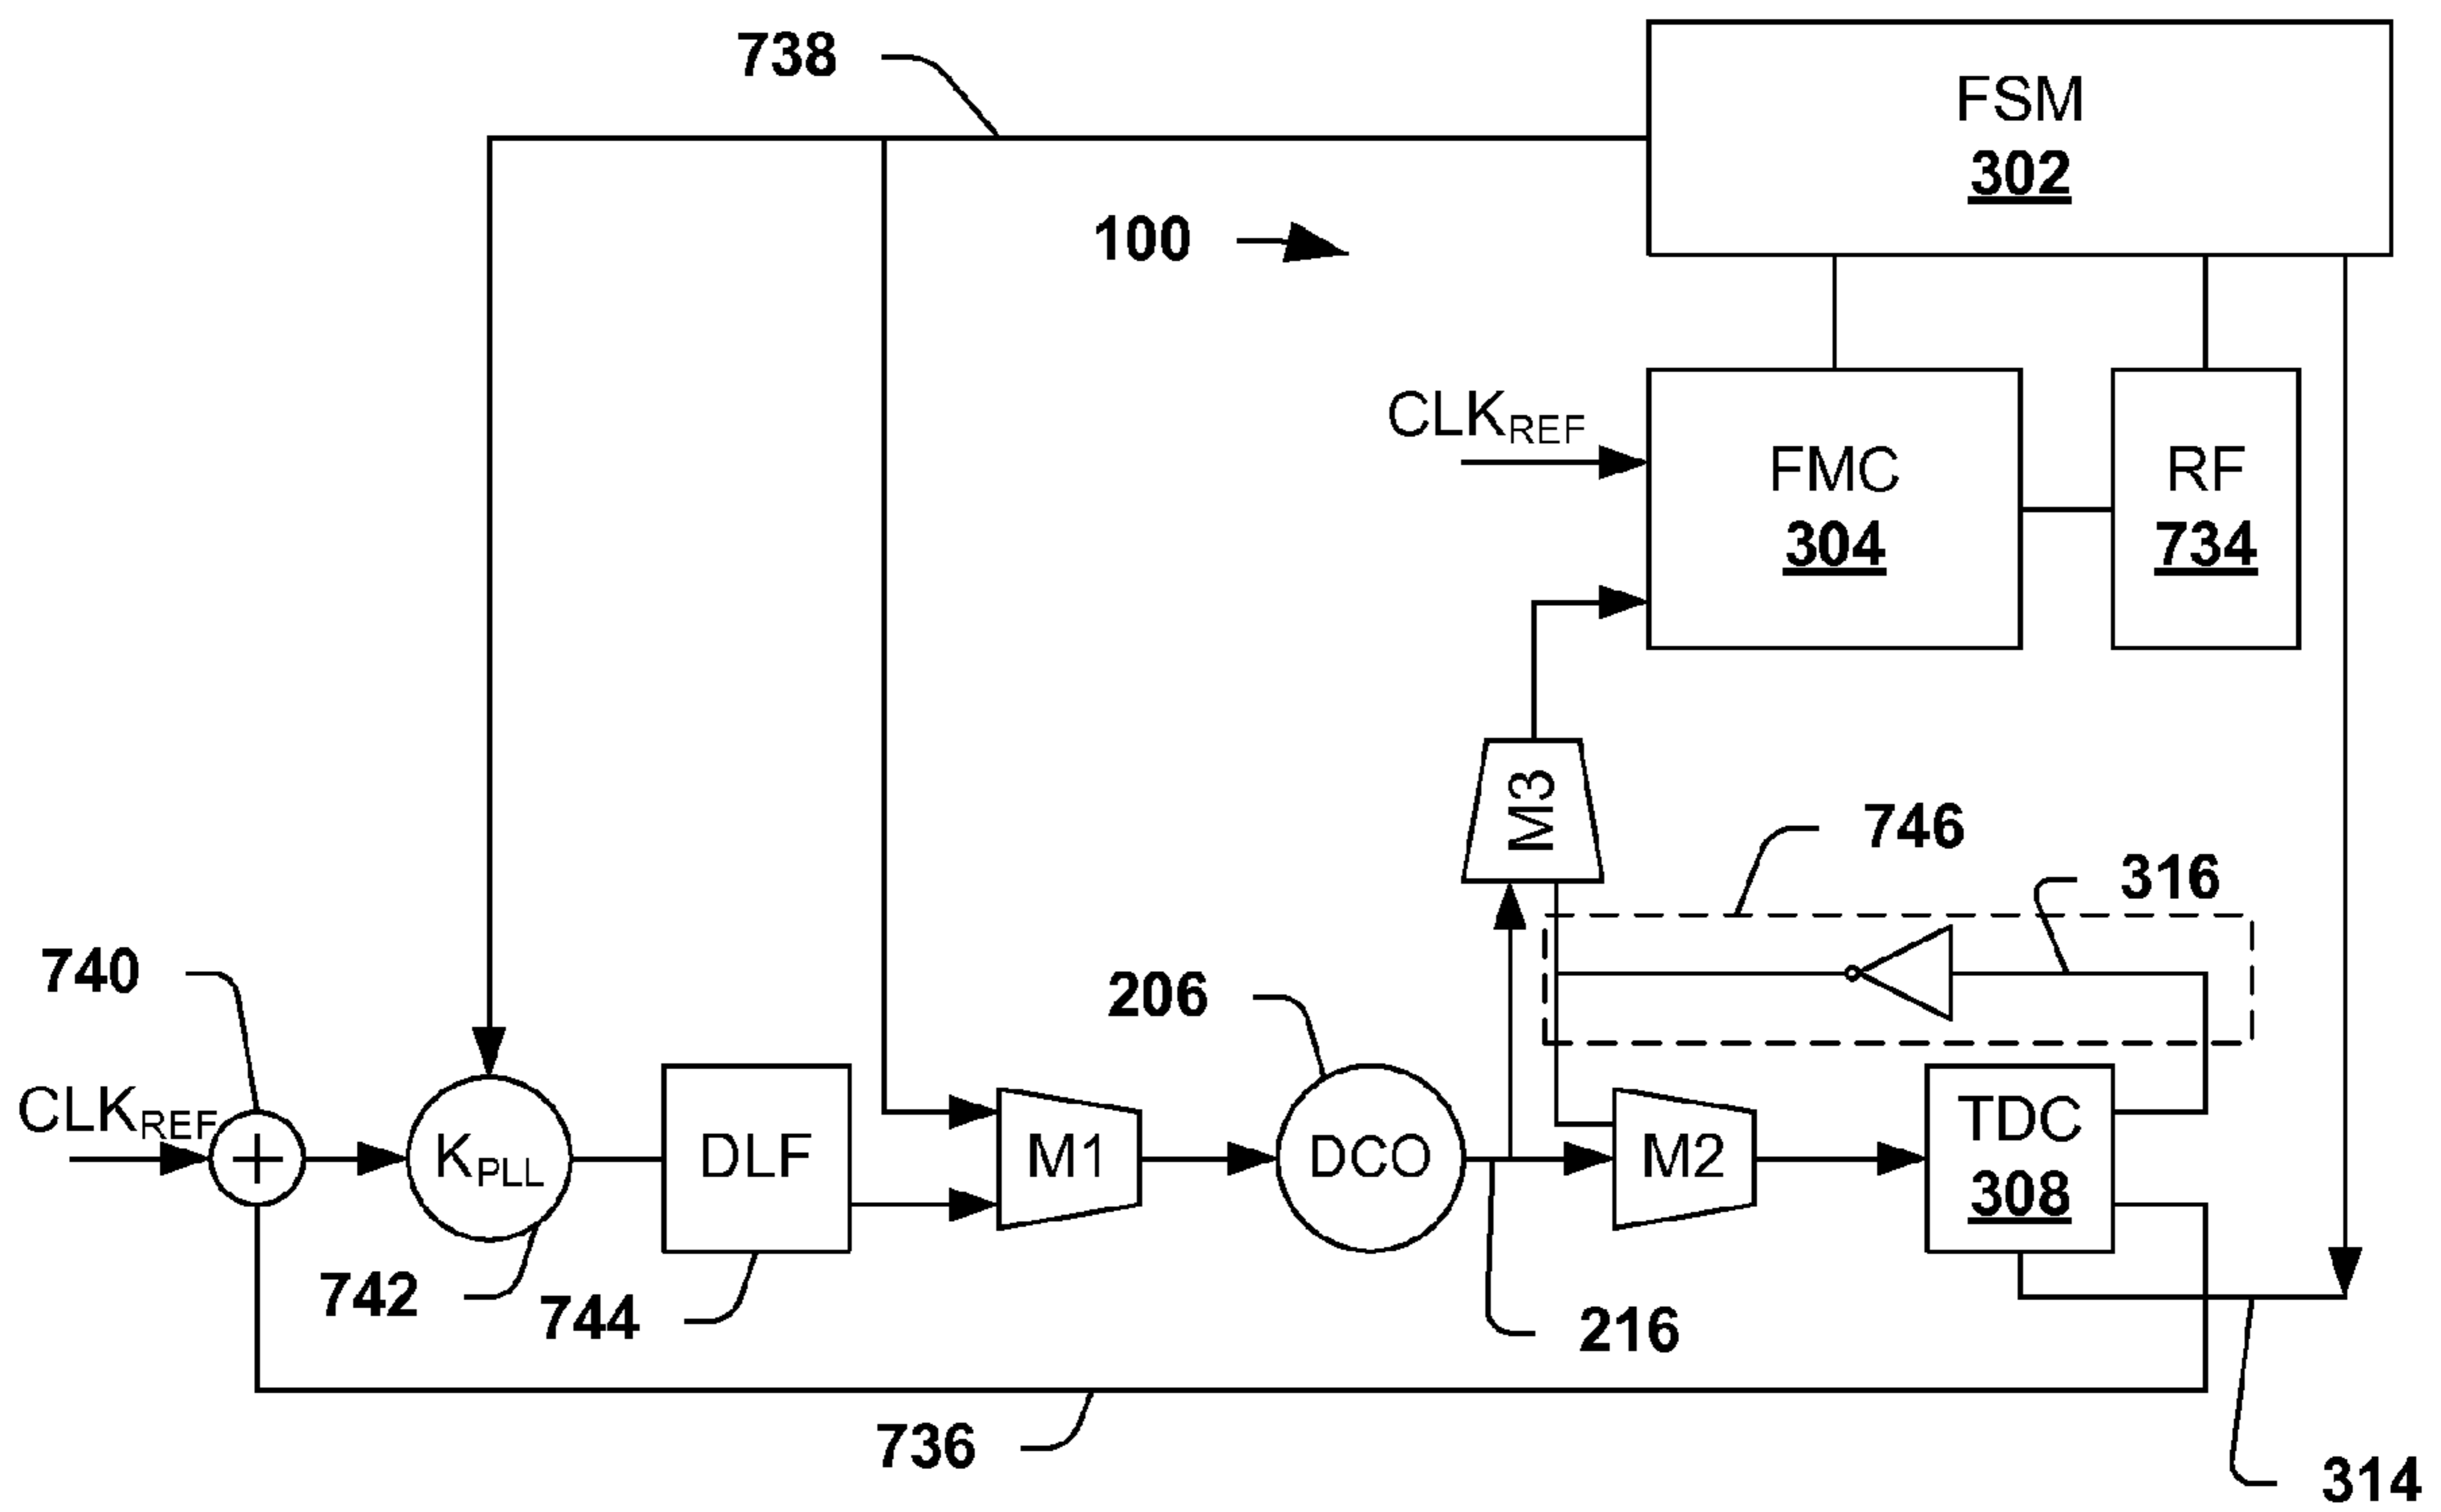 738
FSM
302
100
CLKREF
FMC
304
RF
734
M3
746
316
740
206
CLKREF
KPLL
DLF
M1
DCO
M2
TDC
308
742
744
216
736
314